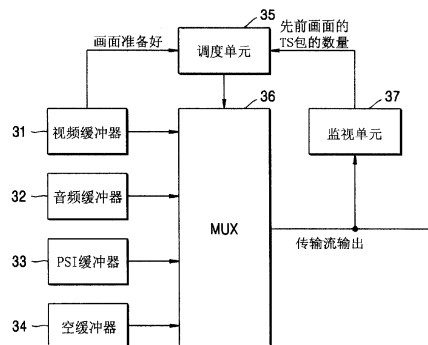 35
调度单元
画面准备好
先前画面的
TS包的数量
36
37
31
视频缓冲器
监视单元
32
音频缓冲器
MUX
传输流输出
33
PSI缓冲器
34
空缓冲器